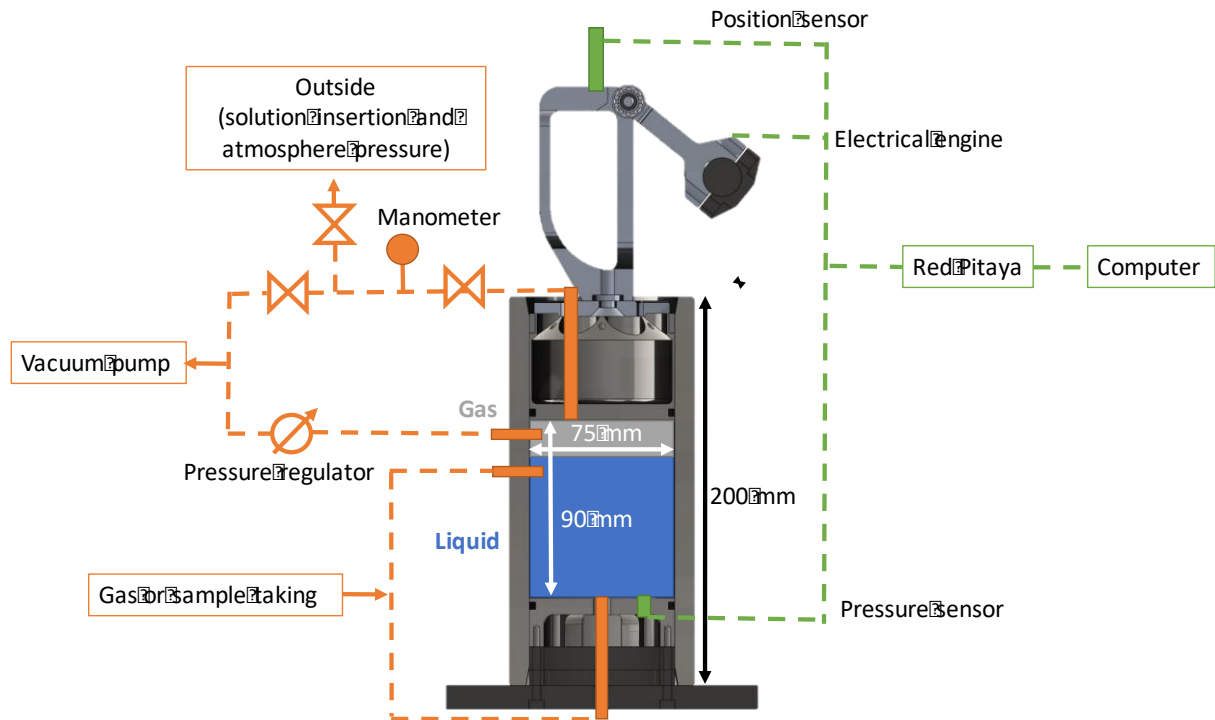 Position sensor
Outside
(solution insertion and
atmosphere pressure)
Electrical engine
Manometer
Red Pitaya
Computer
Vacuum pump
Gas
75 mm
Pressure regulator
200 mm
90 mm
Liquid
Gas or sample taking
Pressure sensor